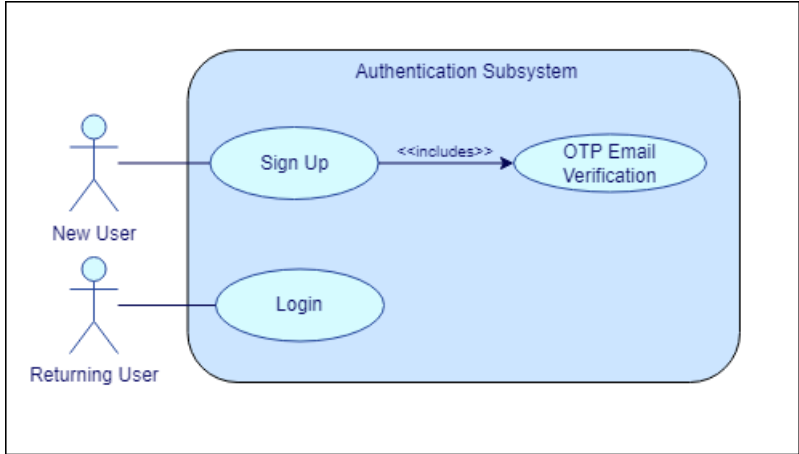 Authentication Subsystem
Sign Up
<<includes>>
OTP Email
Verification
New User
Login
Returning User